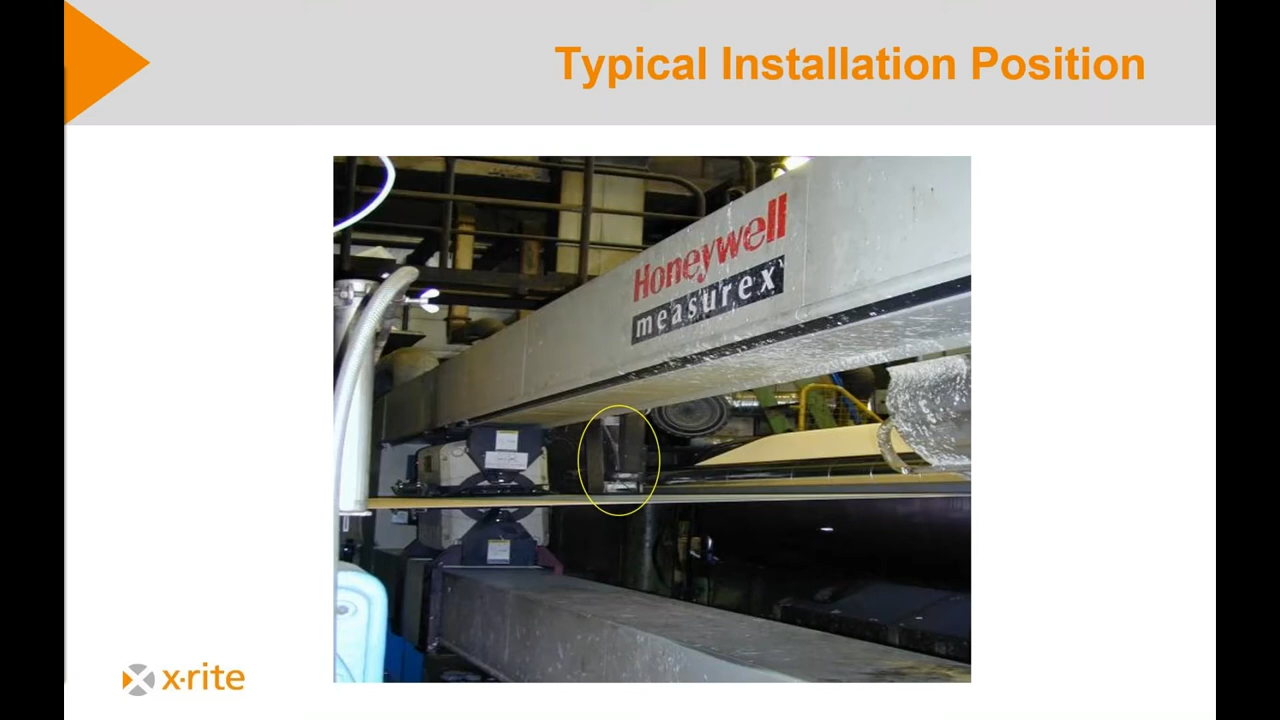 Typical Installation Position
Honeywell
measurex
x·rite